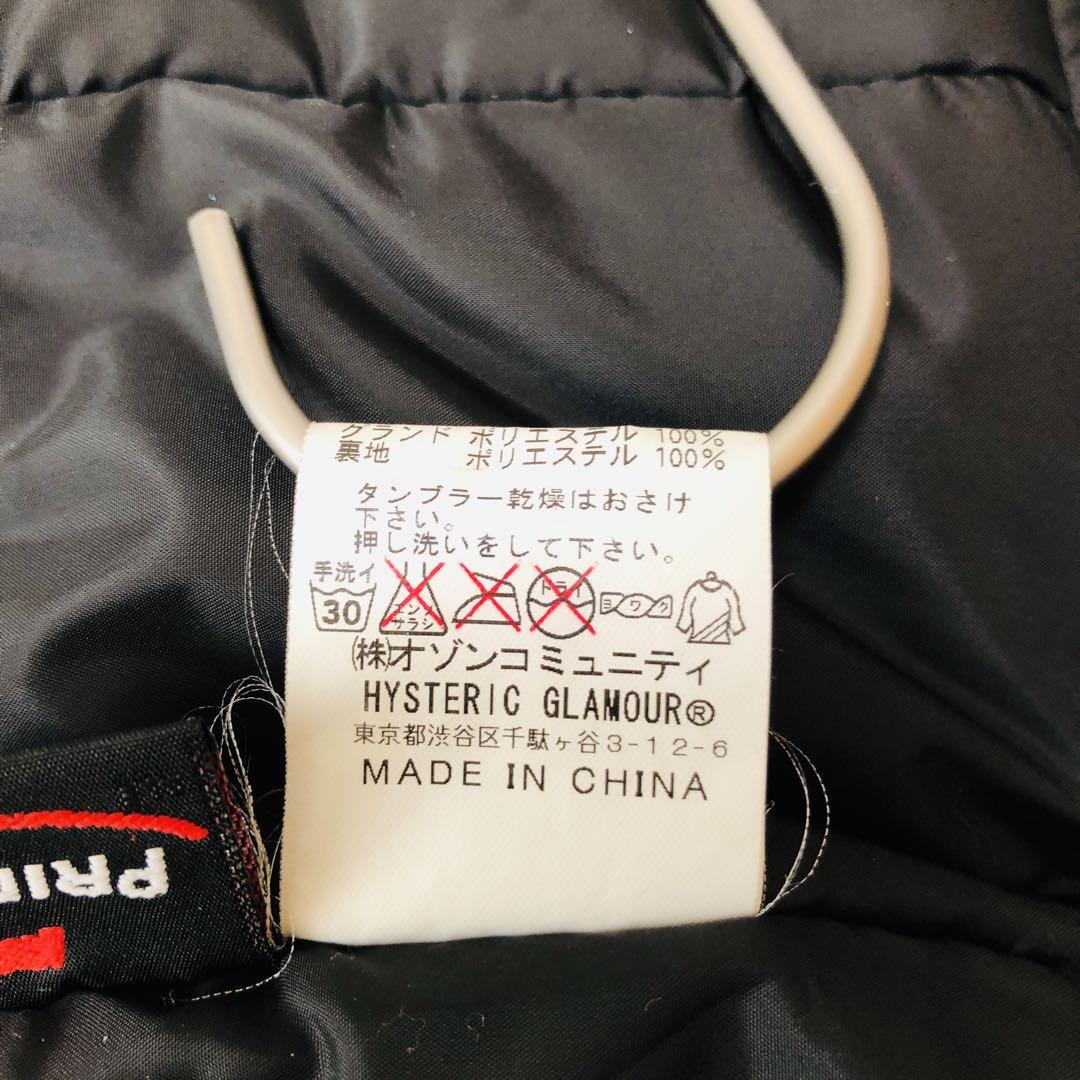 グランド ポリエステル 100%
裏地 ポリエステル 100%
タンブラー乾燥はおさけ
下さい。
押し洗いをして下さい。
手洗イ
30 エンソ サラシ ドライ ヨワク
㈱オゾンコミュニティ
HYSTERIC GLAMOUR®
東京都渋谷区千駄ヶ谷3-12-6
MADE IN CHINA